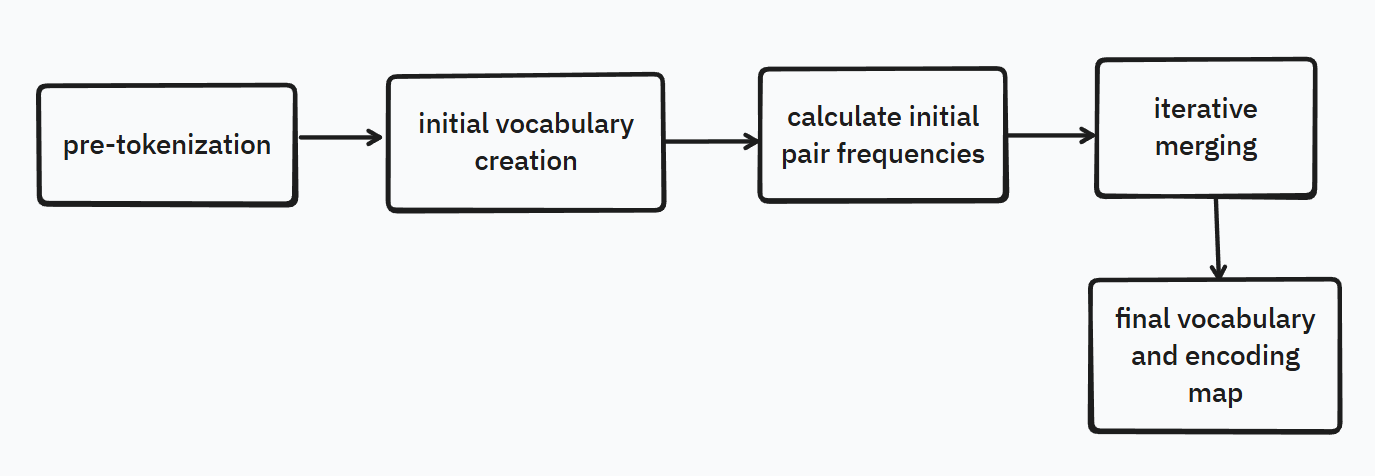 pre-tokenization
initial vocabulary
creation
calculate initial
pair frequencies
iterative
merging
final vocabulary
and encoding
map